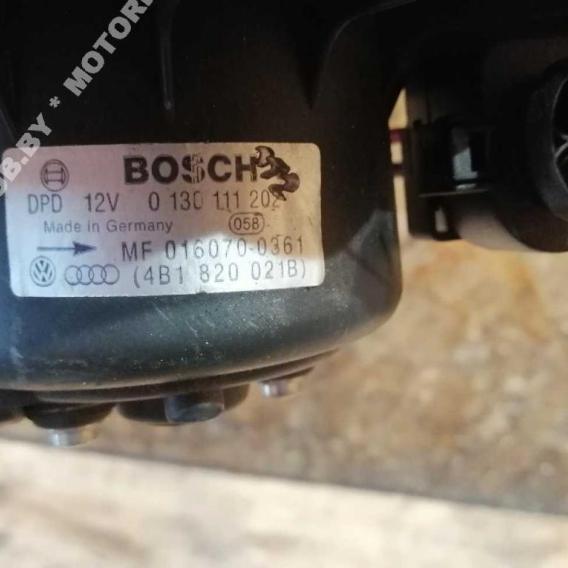 BOSCH
DPD 12V 0 130 111 202
Made in Germany 058
MF 016070-0361
(4B1 820 021B)